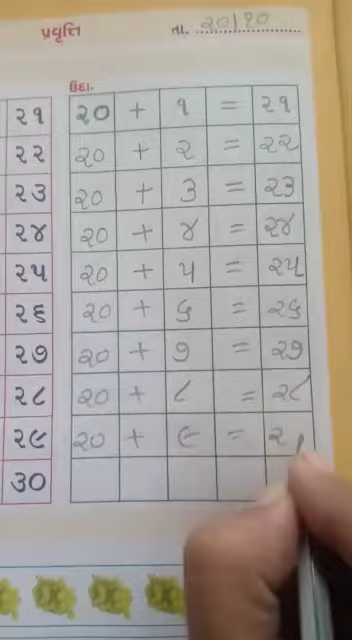 પ્રવૃત્તિ તા. ૨૦/૧૦
ઉદા.
૨૧ ૨૦ + ૧ = ૨૧
૨૨ ૨૦ + ૨ = ૨૨
૨૩ ૨૦ + ૩ = ૨૩
૨૪ ૨૦ + ૪ = ૨૪
૨૫ ૨૦ + ૫ = ૨૫
૨૬ ૨૦ + ૬ = ૨૬
૨૭ ૨૦ + ૭ = ૨૭
૨૮ ૨૦ + ૮ = ૨૮
૨૯ ૨૦ + ૯ = ૨
૩૦